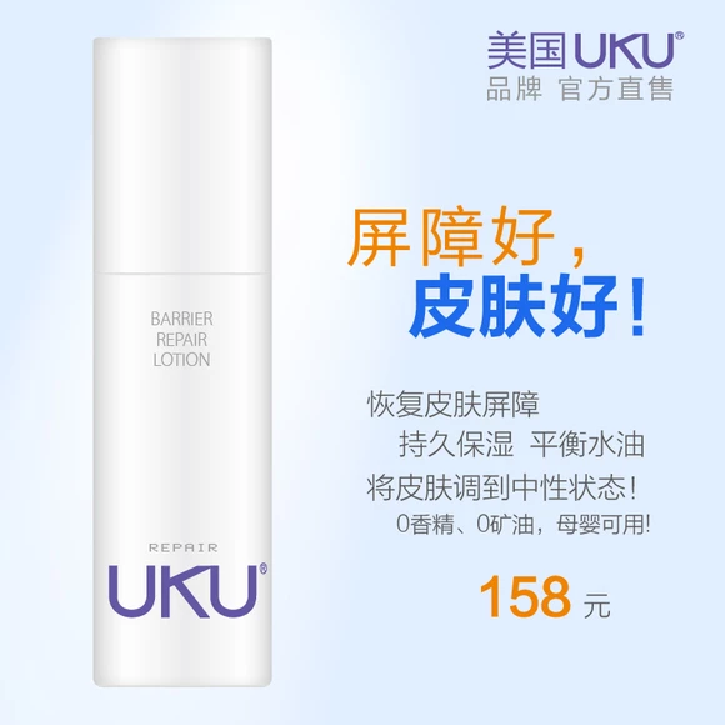 美国UKU®
品牌 官方直售
屏障好，
皮肤好！
BARRIER
REPAIR
LOTION
恢复皮肤屏障
持久保湿 平衡水油
将皮肤调到中性状态！
0香精、0矿油，母婴可用!
REPAIR
UKU®
158 元